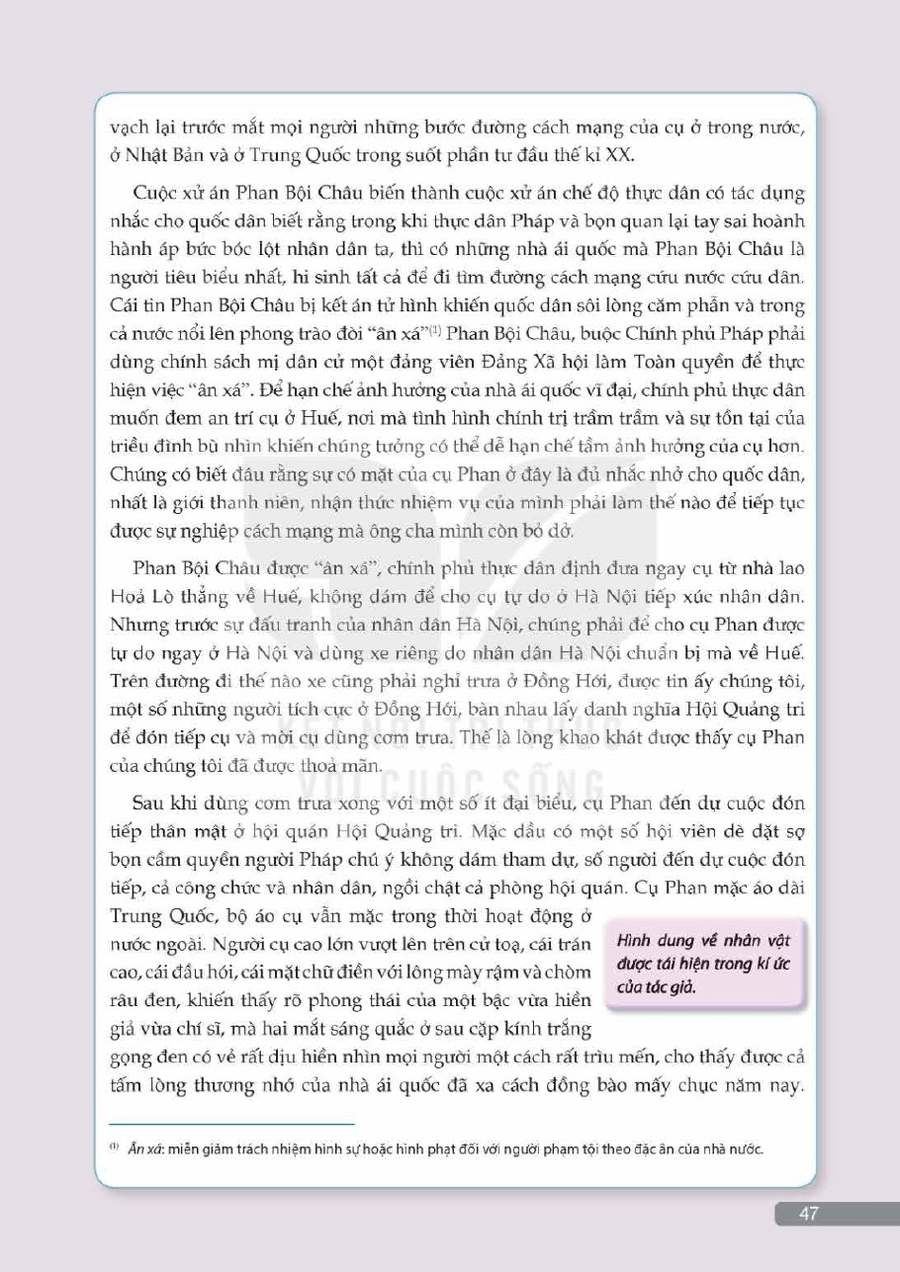 vạch lại trước mắt mọi người những bước đường cách mạng của cụ ở trong nước,
ở Nhật Bản và ở Trung Quốc trong suốt phần tư đầu thế kỉ XX.
Cuộc xử án Phan Bội Châu biến thành cuộc xử án chế độ thực dân có tác dụng
nhắc cho quốc dân biết rằng trong khi thực dân Pháp và bọn quan lại tay sai hoành
hành áp bức bóc lột nhân dân ta, thì có những nhà ái quốc mà Phan Bội Châu là
người tiêu biểu nhất, hi sinh tất cả để đi tìm đường cách mạng cứu nước cứu dân.
Cái tin Phan Bội Châu bị kết án tử hình khiến quốc dân sôi lòng căm phẫn và trong
cả nước nổi lên phong trào đòi “ân xá”(1) Phan Bội Châu, buộc Chính phủ Pháp phải
dùng chính sách mị dân cử một đảng viên Đảng Xã hội làm Toàn quyền để thực
hiện việc “ân xá”. Để hạn chế ảnh hưởng của nhà ái quốc vĩ đại, chính phủ thực dân
muốn đem an trí cụ ở Huế, nơi mà tình hình chính trị trầm trầm và sự tồn tại của
triều đình bù nhìn khiến chúng tưởng có thể dễ hạn chế tầm ảnh hưởng của cụ hơn.
Chúng có biết đâu rằng sự có mặt của cụ Phan ở đây là đủ nhắc nhở cho quốc dân,
nhất là giới thanh niên, nhận thức nhiệm vụ của mình phải làm thế nào để tiếp tục
được sự nghiệp cách mạng mà ông cha mình còn bỏ dở.
Phan Bội Châu được “ân xá”, chính phủ thực dân định đưa ngay cụ từ nhà lao
Hoả Lò thẳng về Huế, không dám để cho cụ tự do ở Hà Nội tiếp xúc nhân dân.
Nhưng trước sự đấu tranh của nhân dân Hà Nội, chúng phải để cho cụ Phan được
tự do ngay ở Hà Nội và dùng xe riêng do nhân dân Hà Nội chuẩn bị mà về Huế.
Trên đường đi thế nào xe cũng phải nghỉ trưa ở Đồng Hới, được tin ấy chúng tôi,
một số những người tích cực ở Đồng Hới, bàn nhau lấy danh nghĩa Hội Quảng tri
để đón tiếp cụ và mời cụ dùng cơm trưa. Thế là lòng khao khát được thấy cụ Phan
của chúng tôi đã được thoả mãn.
Sau khi dùng cơm trưa xong với một số ít đại biểu, cụ Phan đến dự cuộc đón
tiếp thân mật ở hội quán Hội Quảng tri. Mặc dầu có một số hội viên dè dặt sợ
bọn cầm quyền người Pháp chú ý không dám tham dự, số người đến dự cuộc đón
tiếp, cả công chức và nhân dân, ngồi chật cả phòng hội quán. Cụ Phan mặc áo dài
Trung Quốc, bộ áo cụ vẫn mặc trong thời hoạt động ở
nước ngoài. Người cụ cao lớn vượt lên trên cử toạ, cái trán
cao, cái đầu hói, cái mặt chữ điền với lông mày rậm và chòm
râu đen, khiến thấy rõ phong thái của một bậc vừa hiền
giả vừa chí sĩ, mà hai mắt sáng quắc ở sau cặp kính trắng
gọng đen có vẻ rất dịu hiền nhìn mọi người một cách rất trìu mến, cho thấy được cả
tấm lòng thương nhớ của nhà ái quốc đã xa cách đồng bào mấy chục năm nay.
Hình dung về nhân vật
được tái hiện trong kí ức
của tác giả.
(1) Ân xá: miễn giảm trách nhiệm hình sự hoặc hình phạt đối với người phạm tội theo đặc ân của nhà nước.
47
KẾT NỐI TRI THỨC
VỚI CUỘC SỐNG